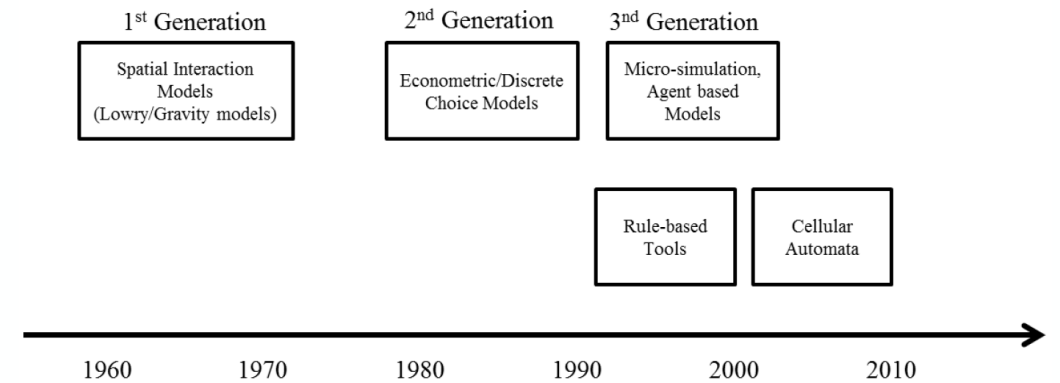 1st Generation
2nd Generation
3nd Generation
Spatial Interaction
Models
(Lowry/Gravity models)
Econometric/Discrete
Choice Models
Micro-simulation,
Agent based
Models
Rule-based
Tools
Cellular
Automata
1960
1970
1980
1990
2000
2010